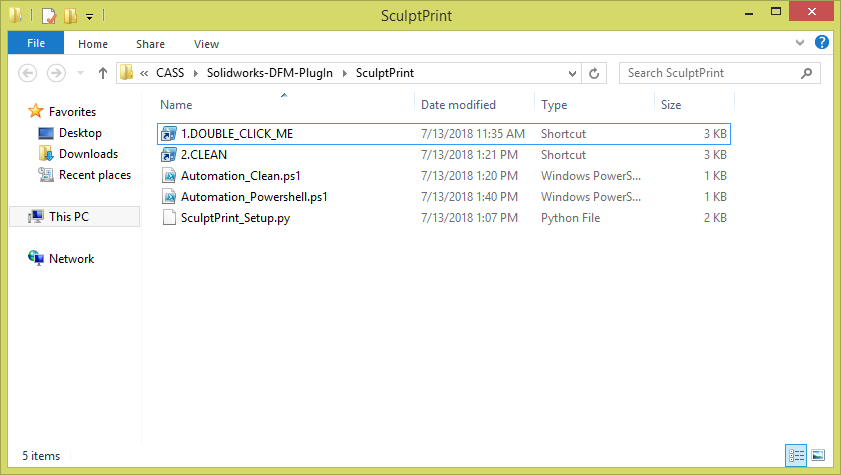 SculptPrint
File Home Share View
« CASS Solidworks-DFM-PlugIn SculptPrint Search SculptPrint
Name Date modified Type Size
Favorites
Desktop
Downloads
Recent places
This PC
Network
1.DOUBLE_CLICK_ME 7/13/2018 11:35 AM Shortcut 3 KB
2.CLEAN 7/13/2018 1:21 PM Shortcut 3 KB
Automation_Clean.ps1 7/13/2018 1:20 PM Windows PowerS... 1 KB
Automation_Powershell.ps1 7/13/2018 1:40 PM Windows PowerS... 1 KB
SculptPrint_Setup.py 7/13/2018 1:07 PM Python File 2 KB
5 items